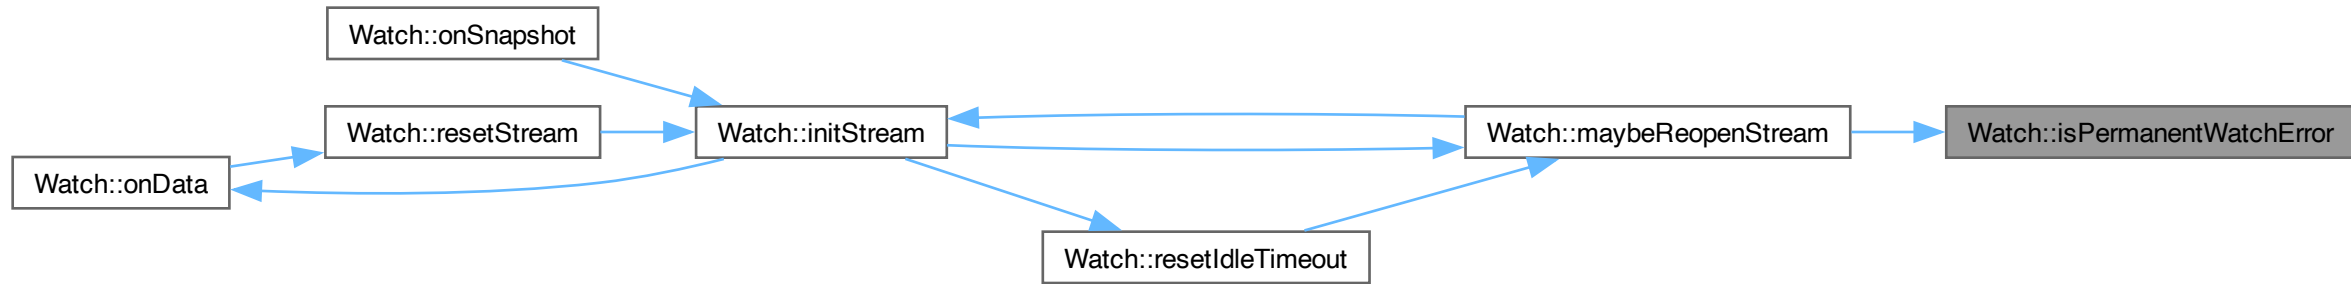 Watch::onSnapshot
Watch::resetStream
Watch::initStream
Watch::maybeReopenStream
Watch::isPermanentWatchError
Watch::onData
Watch::resetIdleTimeout